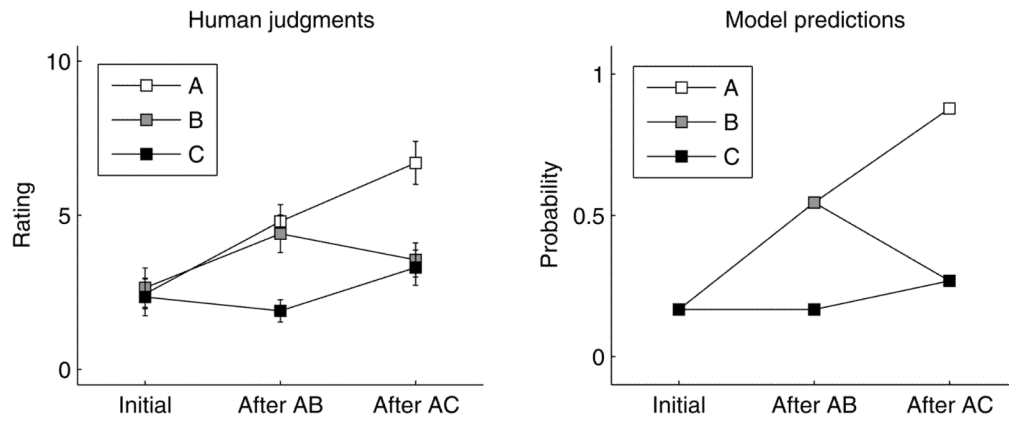 Human judgments
10
5
0
Rating
A
B
C
Initial
After AB
After AC
Model predictions
1
0.5
0
Probability
A
B
C
Initial
After AB
After AC